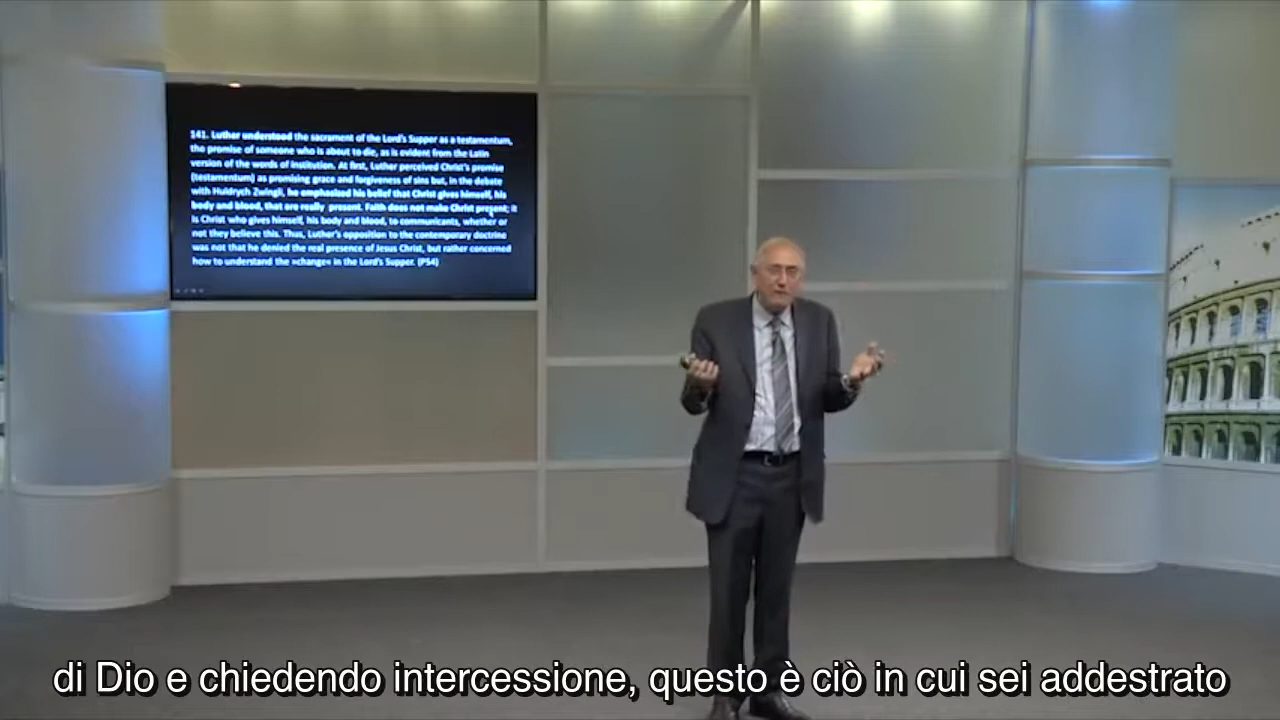 141. Luther understood the sacrament of the Lord's Supper as a testamentum,
the promise of someone who is about to die, as is evident from the Latin
version of the words of institution. At first, Luther perceived Christ's promise
(testamentum) as promising grace and forgiveness of sins but, in the debate
with Huldrych Zwingli, he emphasised his belief that Christ gives himself, his
body and blood, that are really present. Faith does not make Christ present; it
is Christ who gives himself, his body and blood, to communicants, whether or
not they believe this. Thus, Luther's opposition to the contemporary doctrine
was not that he denied the real presence of Jesus Christ, but rather concerned
how to understand the »change« in the Lord's Supper. (P54)
di Dio e chiedendo intercessione, questo è ciò in cui sei addestrato